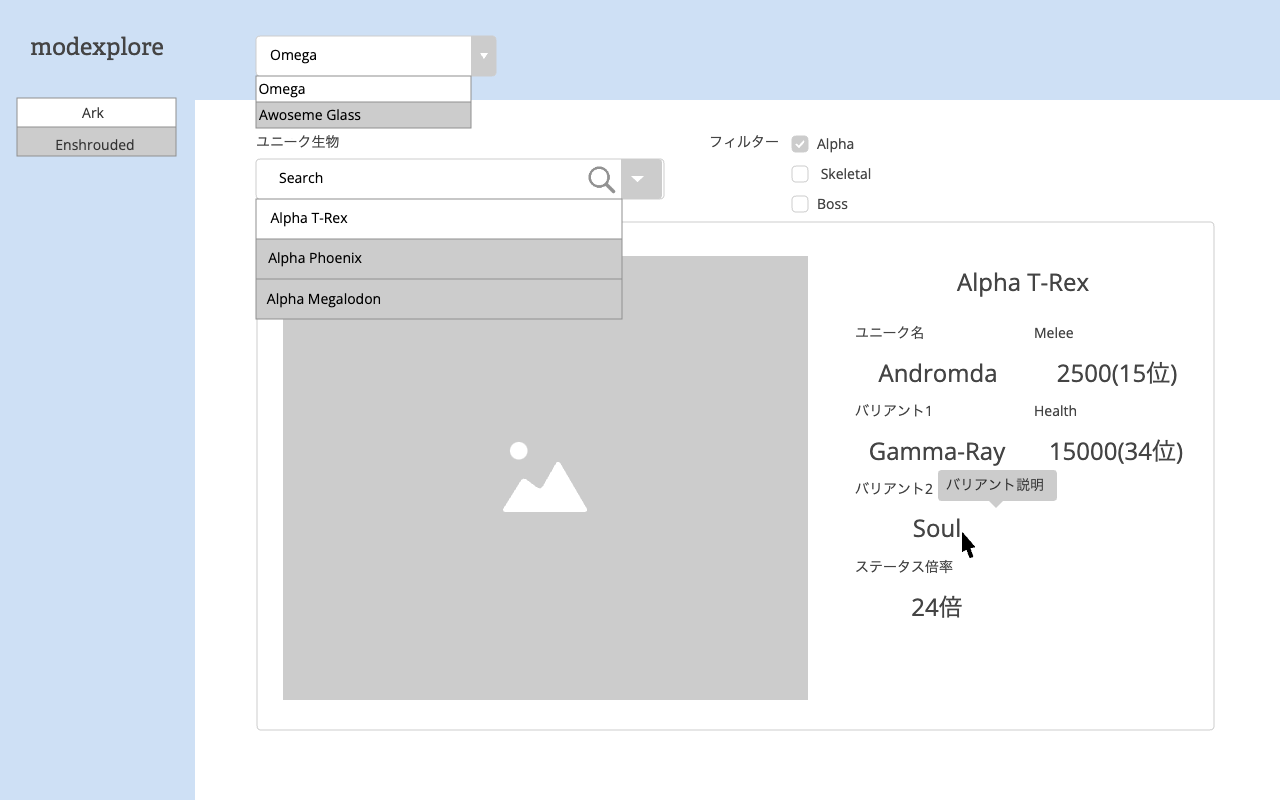 modexplore
Ark
Enshrouded
Omega
Omega
Awoseme Glass
ユニーク生物
Search
Alpha T-Rex
Alpha Phoenix
Alpha Megalodon
フィルター
Alpha
Skeletal
Boss
Alpha T-Rex
ユニーク名
Melee
Andromda
2500(15位)
バリアント1
Health
Gamma-Ray
15000(34位)
バリアント2
バリアント説明
Soul
ステータス倍率
24倍